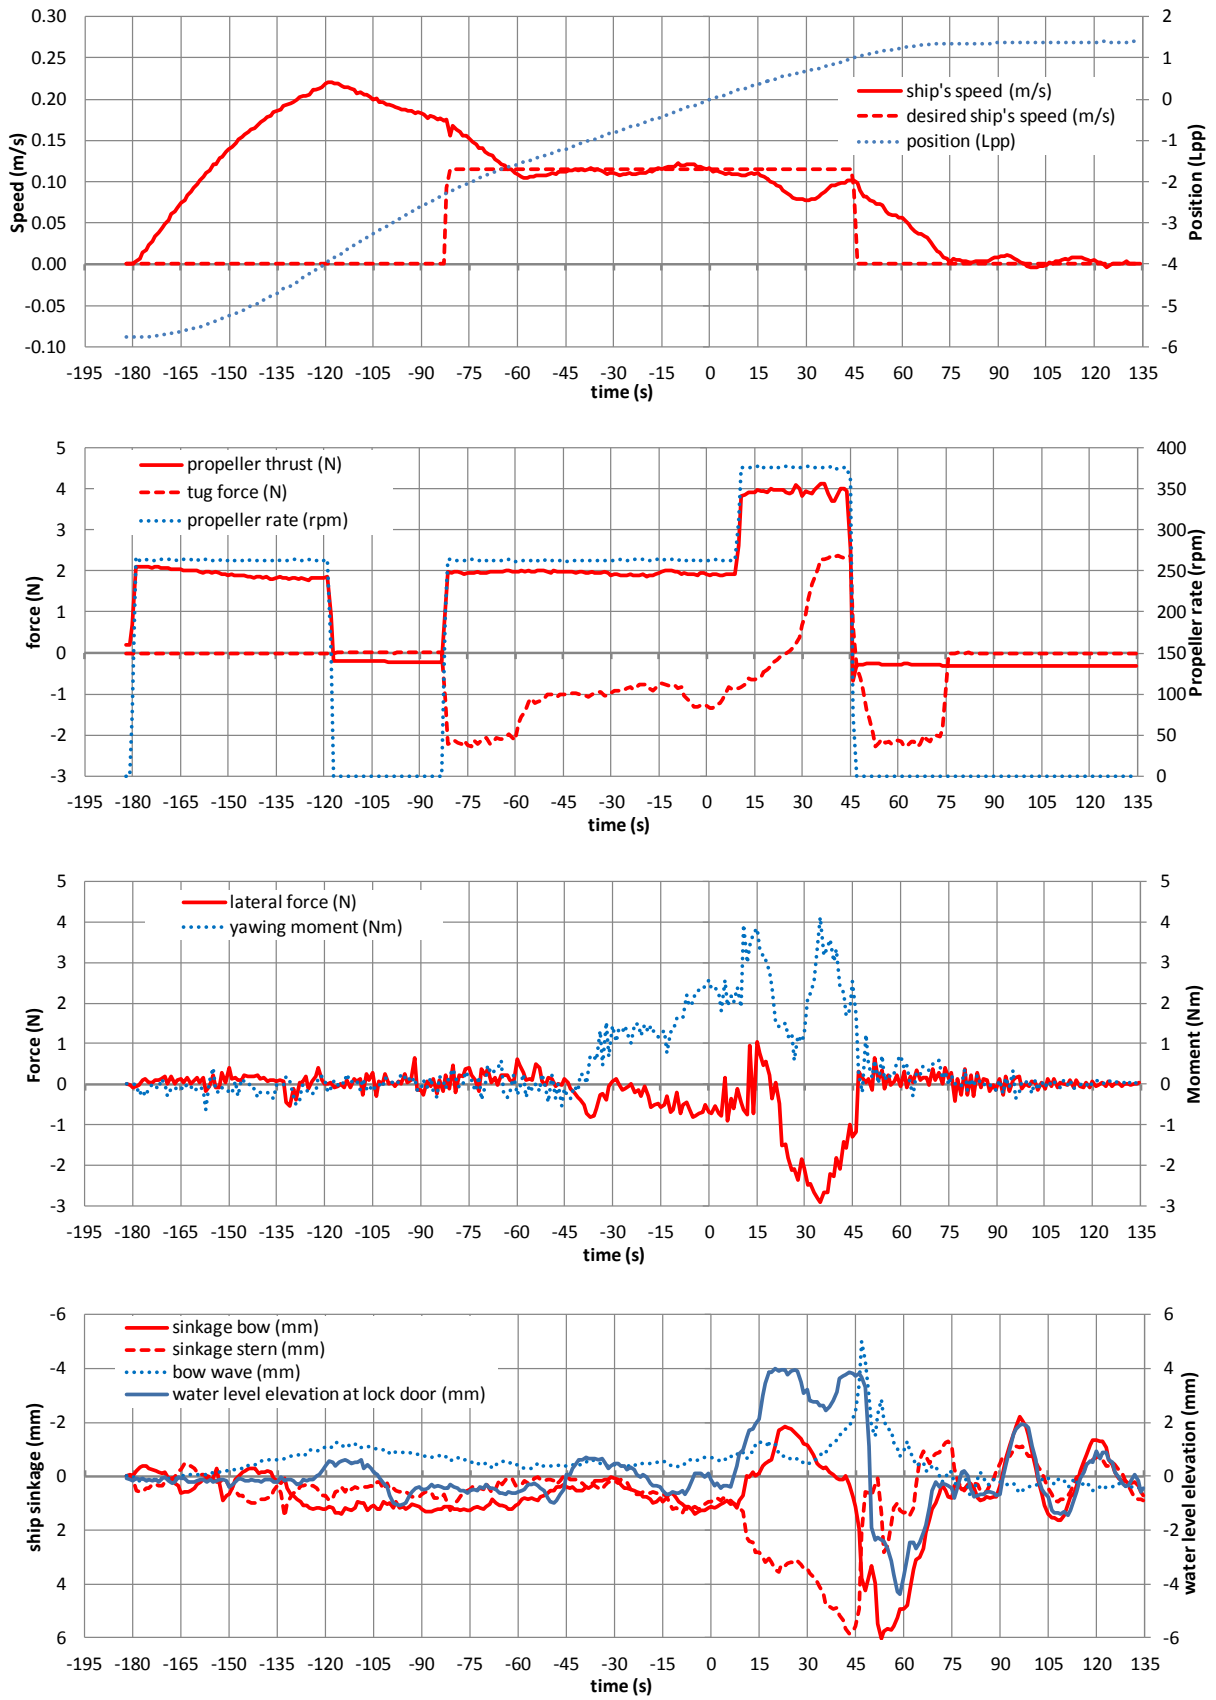 0.30
0.25
0.20
0.15
0.10
0.05
0.00
-0.05
-0.10
Speed (m/s)
2
1
0
-1
-2
-3
-4
-5
-6
Position (Lpp)
ship's speed (m/s)
desired ship's speed (m/s)
position (Lpp)
-195 -180 -165 -150 -135 -120 -105 -90 -75 -60 -45 -30 -15 0 15 30 45 60 75 90 105 120 135
time (s)
5
4
3
2
1
0
-1
-2
-3
force (N)
400
350
300
250
200
150
100
50
0
Propeller rate (rpm)
propeller thrust (N)
tug force (N)
propeller rate (rpm)
-195 -180 -165 -150 -135 -120 -105 -90 -75 -60 -45 -30 -15 0 15 30 45 60 75 90 105 120 135
time (s)
5
4
3
2
1
0
-1
-2
-3
Force (N)
5
4
3
2
1
0
-1
-2
-3
Moment (Nm)
lateral force (N)
yawing moment (Nm)
-195 -180 -165 -150 -135 -120 -105 -90 -75 -60 -45 -30 -15 0 15 30 45 60 75 90 105 120 135
time (s)
-6
-4
-2
0
2
4
6
ship sinkage (mm)
6
4
2
0
-2
-4
-6
water level elevation (mm)
sinkage bow (mm)
sinkage stern (mm)
bow wave (mm)
water level elevation at lock door (mm)
-195 -180 -165 -150 -135 -120 -105 -90 -75 -60 -45 -30 -15 0 15 30 45 60 75 90 105 120 135
time (s)